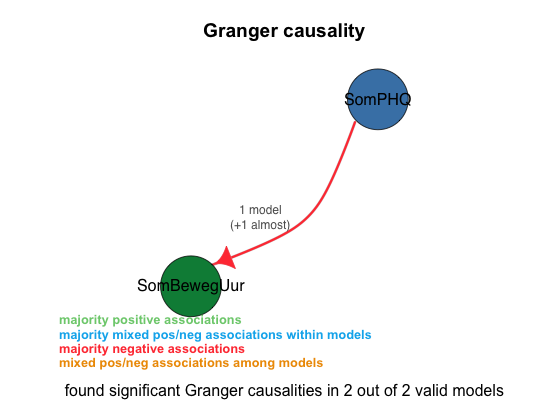 Granger causality
SomPHQ
1 model
(+1 almost)
SomBewegUur
majority positive associations
majority mixed pos/neg associations within models
majority negative associations
mixed pos/neg associations among models
found significant Granger causalities in 2 out of 2 valid models